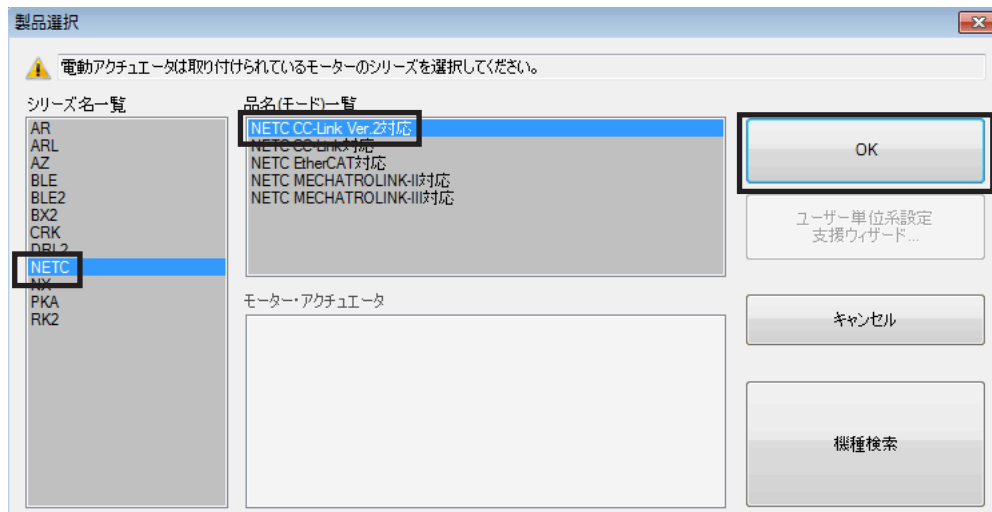 製品選択
電動アクチュエータは取り付けられているモーターのシリーズを選択してください。
シリーズ名一覧
AR
ARL
AZ
BLE
BLE2
BX2
CRK
DRL2
NETC
NX
PKA
RK2
品名(モード)一覧
NETC CC-Link Ver.2対応
NETC CC-Link対応
NETC EtherCAT対応
NETC MECHATROLINK-II対応
NETC MECHATROLINK-III対応
モーター・アクチュエータ
OK
ユーザー単位系設定
支援ウィザード...
キャンセル
機種検索